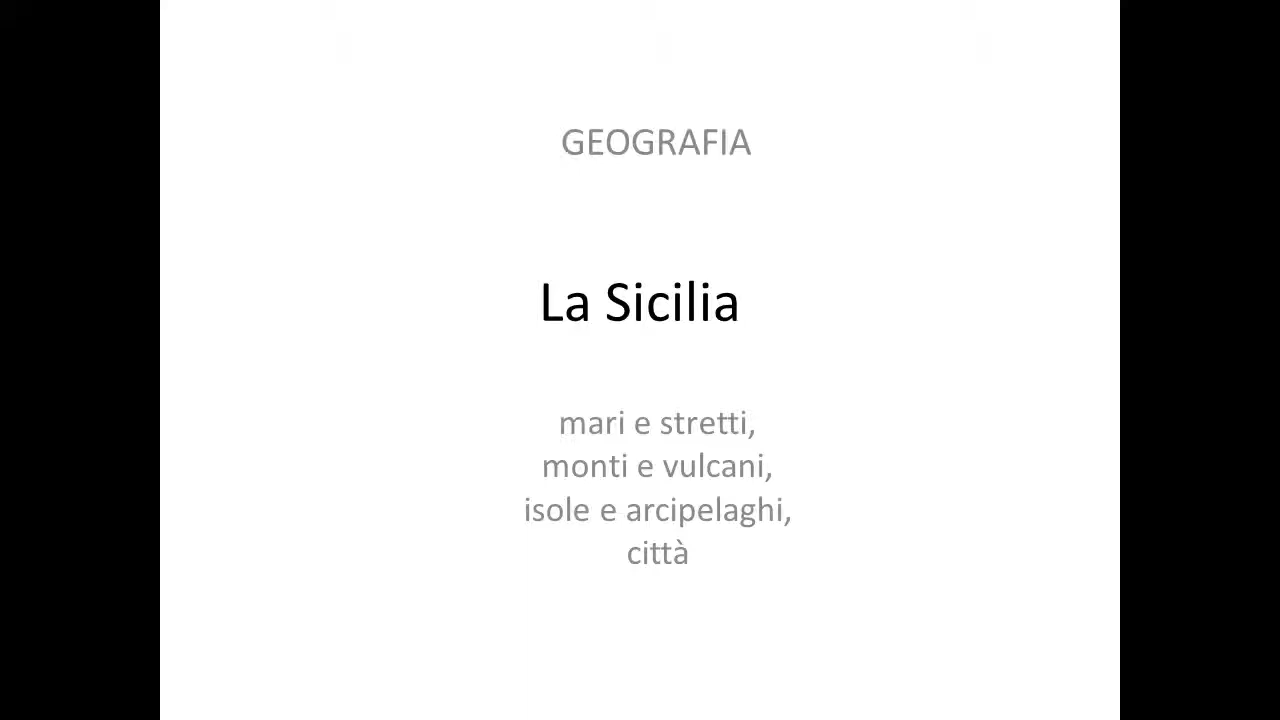 GEOGRAFIA
La Sicilia
mari e stretti,
monti e vulcani,
isole e arcipelaghi,
città